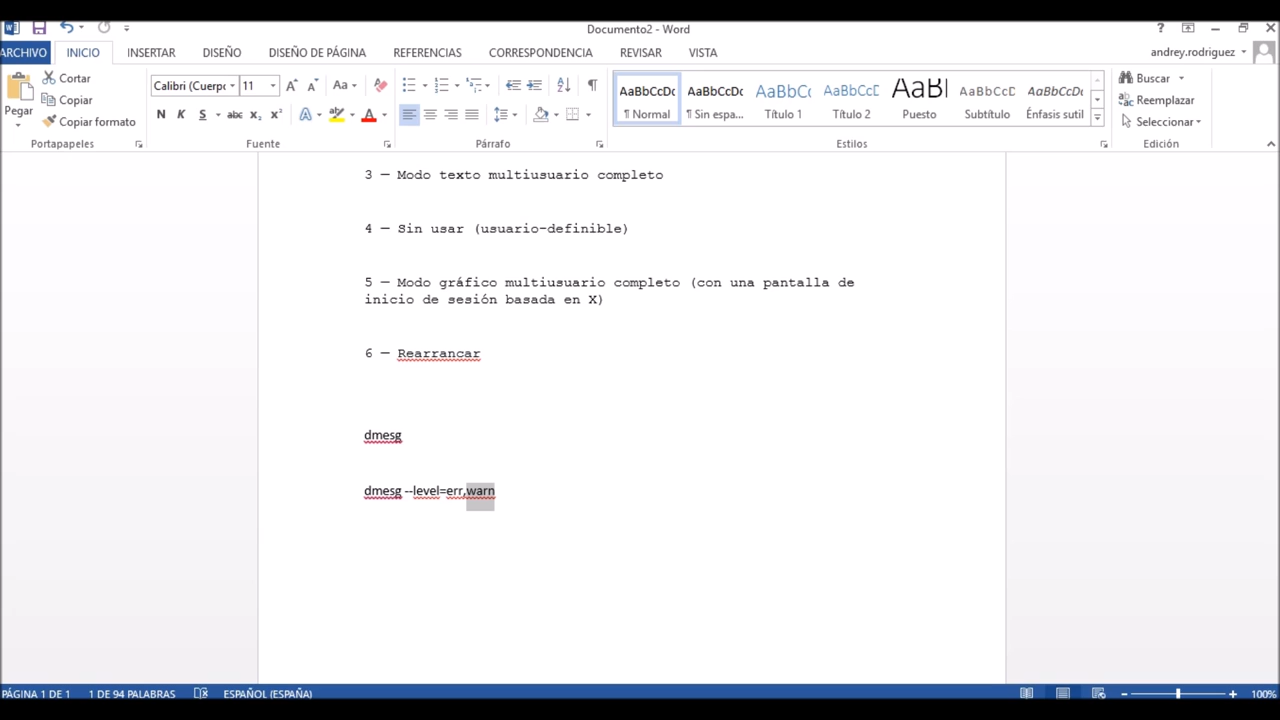 Documento2 - Word
?
ARCHIVO INICIO INSERTAR DISEÑO DISEÑO DE PÁGINA REFERENCIAS CORRESPONDENCIA REVISAR VISTA andrey.rodriguez
Pegar
Cortar
Copiar
Copiar formato
Portapapeles
Calibri (Cuerpo 11
N K S abc x₂ x²
Fuente
Párrafo
AaBbCcDc AaBbCcDc AaBbCc AaBbCcD AaBl AaBbCcD AaBbCcDc
¶ Normal ¶ Sin espa... Título 1 Título 2 Puesto Subtítulo Énfasis sutil
Estilos
Buscar
Reemplazar
Seleccionar
Edición
3 — Modo texto multiusuario completo
4 — Sin usar (usuario-definible)
5 — Modo gráfico multiusuario completo (con una pantalla de
inicio de sesión basada en X)
6 — Rearrancar
dmesg
dmesg --level=err,warn
PÁGINA 1 DE 1 1 DE 94 PALABRAS ESPAÑOL (ESPAÑA) 100%